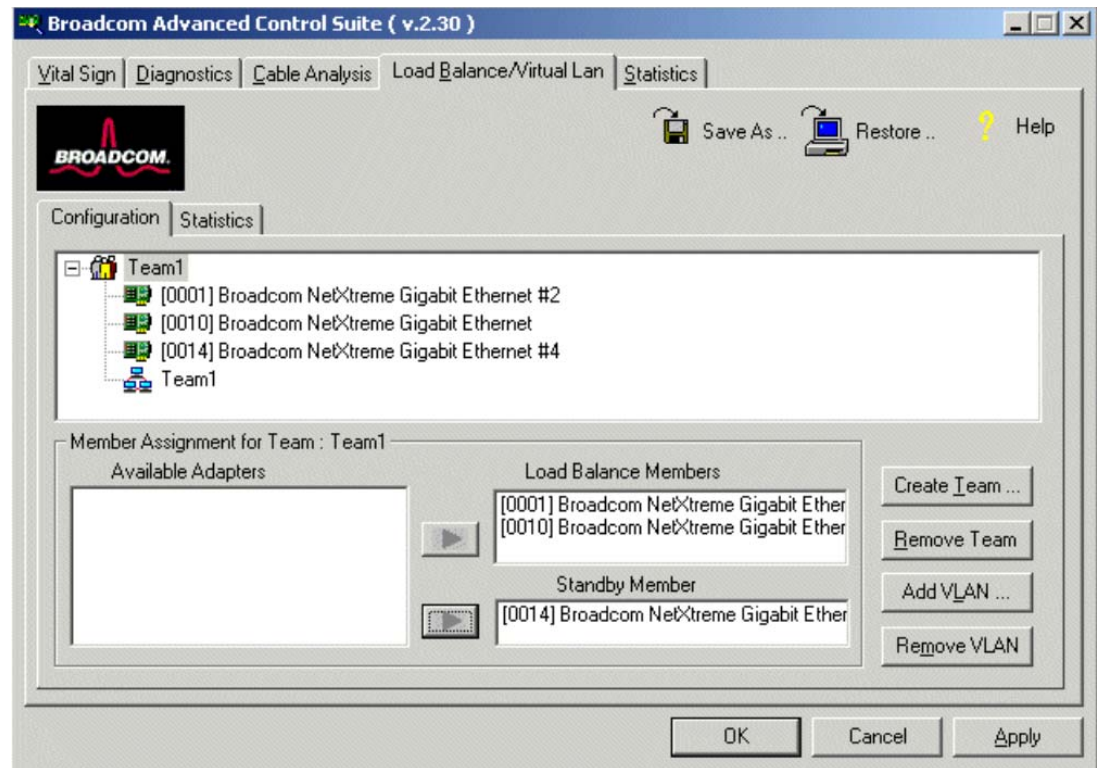 Broadcom Advanced Control Suite ( v.2.30 )
Vital Sign Diagnostics Cable Analysis Load Balance/Virtual Lan Statistics
BROADCOM.
Save As .. Restore .. ? Help
Configuration Statistics
Team1
[0001] Broadcom NetXtreme Gigabit Ethernet #2
[0010] Broadcom NetXtreme Gigabit Ethernet
[0014] Broadcom NetXtreme Gigabit Ethernet #4
Team1
Member Assignment for Team : Team1
Available Adapters
Load Balance Members
[0001] Broadcom NetXtreme Gigabit Ether
[0010] Broadcom NetXtreme Gigabit Ether
Standby Member
[0014] Broadcom NetXtreme Gigabit Ether
Create Team ...
Remove Team
Add VLAN ...
Remove VLAN
OK Cancel Apply